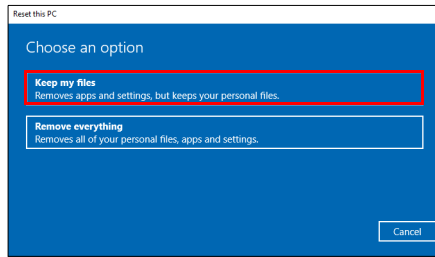 Reset this PC
Choose an option
Keep my files
Removes apps and settings, but keeps your personal files.
Remove everything
Removes all of your personal files, apps and settings.
Cancel